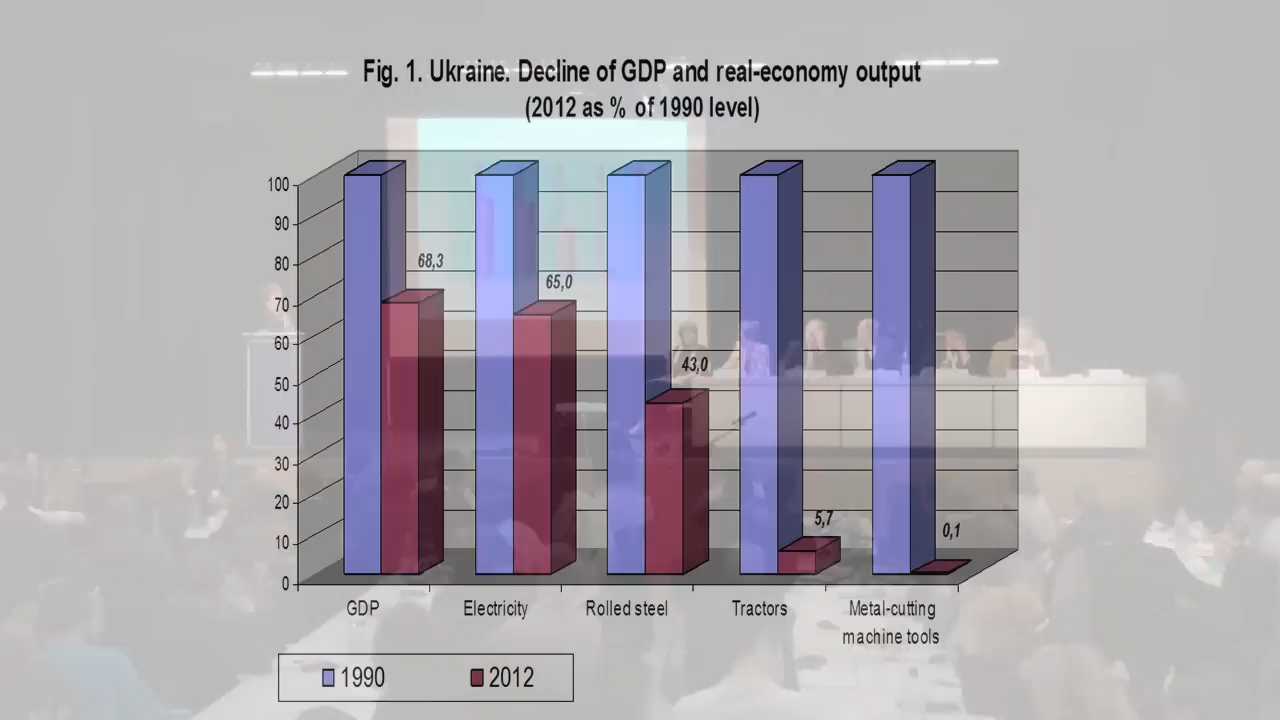 Fig. 1. Ukraine. Decline of GDP and real-economy output
(2012 as % of 1990 level)
100
90
80
70
60
50
40
30
20
10
0
68,3
65,0
43,0
5,7
0,1
GDP
Electricity
Rolled steel
Tractors
Metal-cutting
machine tools
1990
2012